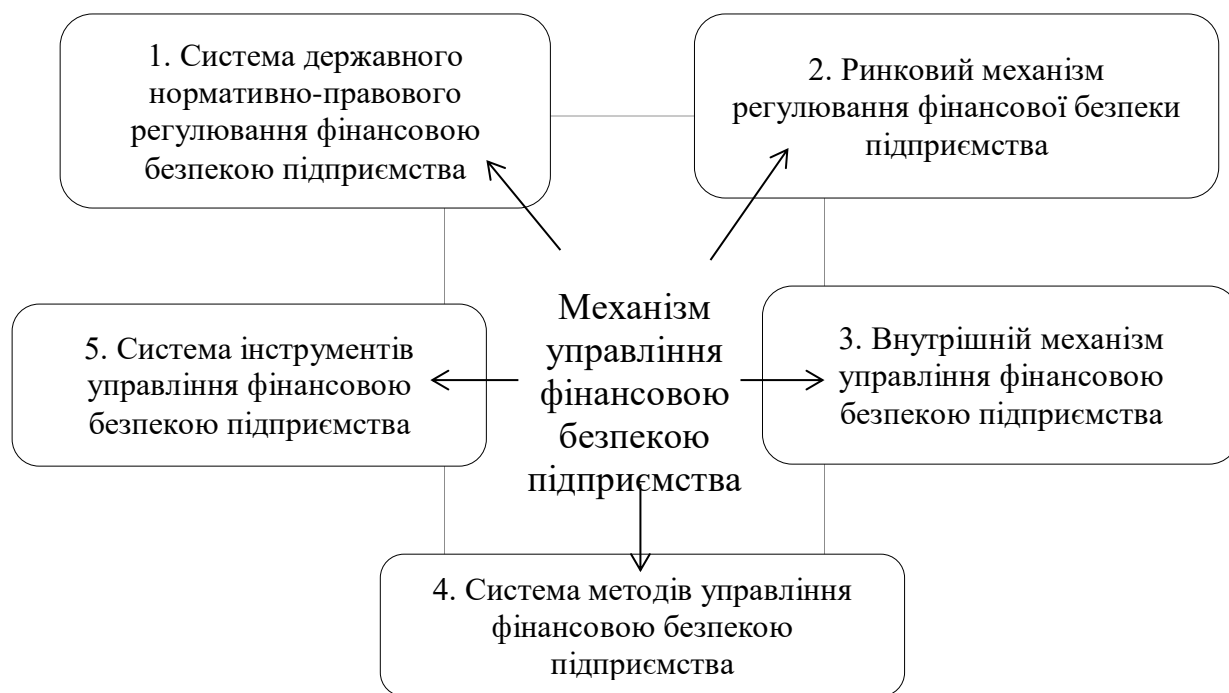 1. Система державного
нормативно-правового
регулювання фінансовою
безпекою підприємства
2. Ринковий механізм
регулювання фінансової безпеки
підприємства
Механізм
управління
фінансовою
безпекою
підприємства
3. Внутрішній механізм
управління фінансовою
безпекою підприємства
4. Система методів управління
фінансовою безпекою
підприємства
5. Система інструментів
управління фінансовою
безпекою підприємства